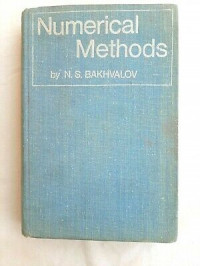 Numerical
Methods
by N. S. BAKHVALOV